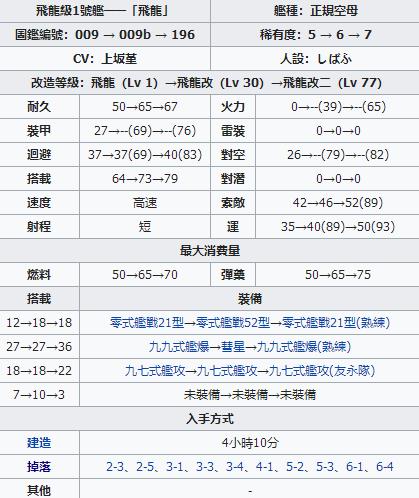 飛龍級1號艦——「飛龍」 艦種：正規空母
圖鑑編號：009 → 009b → 196 稀有度：5 → 6 → 7
CV：上坂堇 人設：しばふ
改造等級：飛龍（Lv 1）→飛龍改（Lv 30）→飛龍改二（Lv 77）
耐久 50→65→67 火力 0→--(39)→--(65)
裝甲 27→--(69)→--(76) 雷裝 0→0→0
迴避 37→37(69)→40(83) 對空 26→--(79)→--(82)
搭載 64→73→79 對潛 0→0→0
速度 高速 索敵 42→46→52(89)
射程 短 運 35→40(89)→50(93)
最大消費量
燃料 50→65→70 彈藥 50→65→75
搭載 裝備
12→18→18 零式艦戰21型→零式艦戰52型→零式艦戰21型(熟練)
27→27→36 九九式艦爆→彗星→九九式艦爆(熟練)
18→18→22 九七式艦攻→九七式艦攻→九七式艦攻(友永隊)
7→10→3 未裝備→未裝備→未裝備
入手方式
建造 4小時10分
掉落 2-3、2-5、3-1、3-3、3-4、4-1、5-2、5-3、6-1、6-4
其他 -